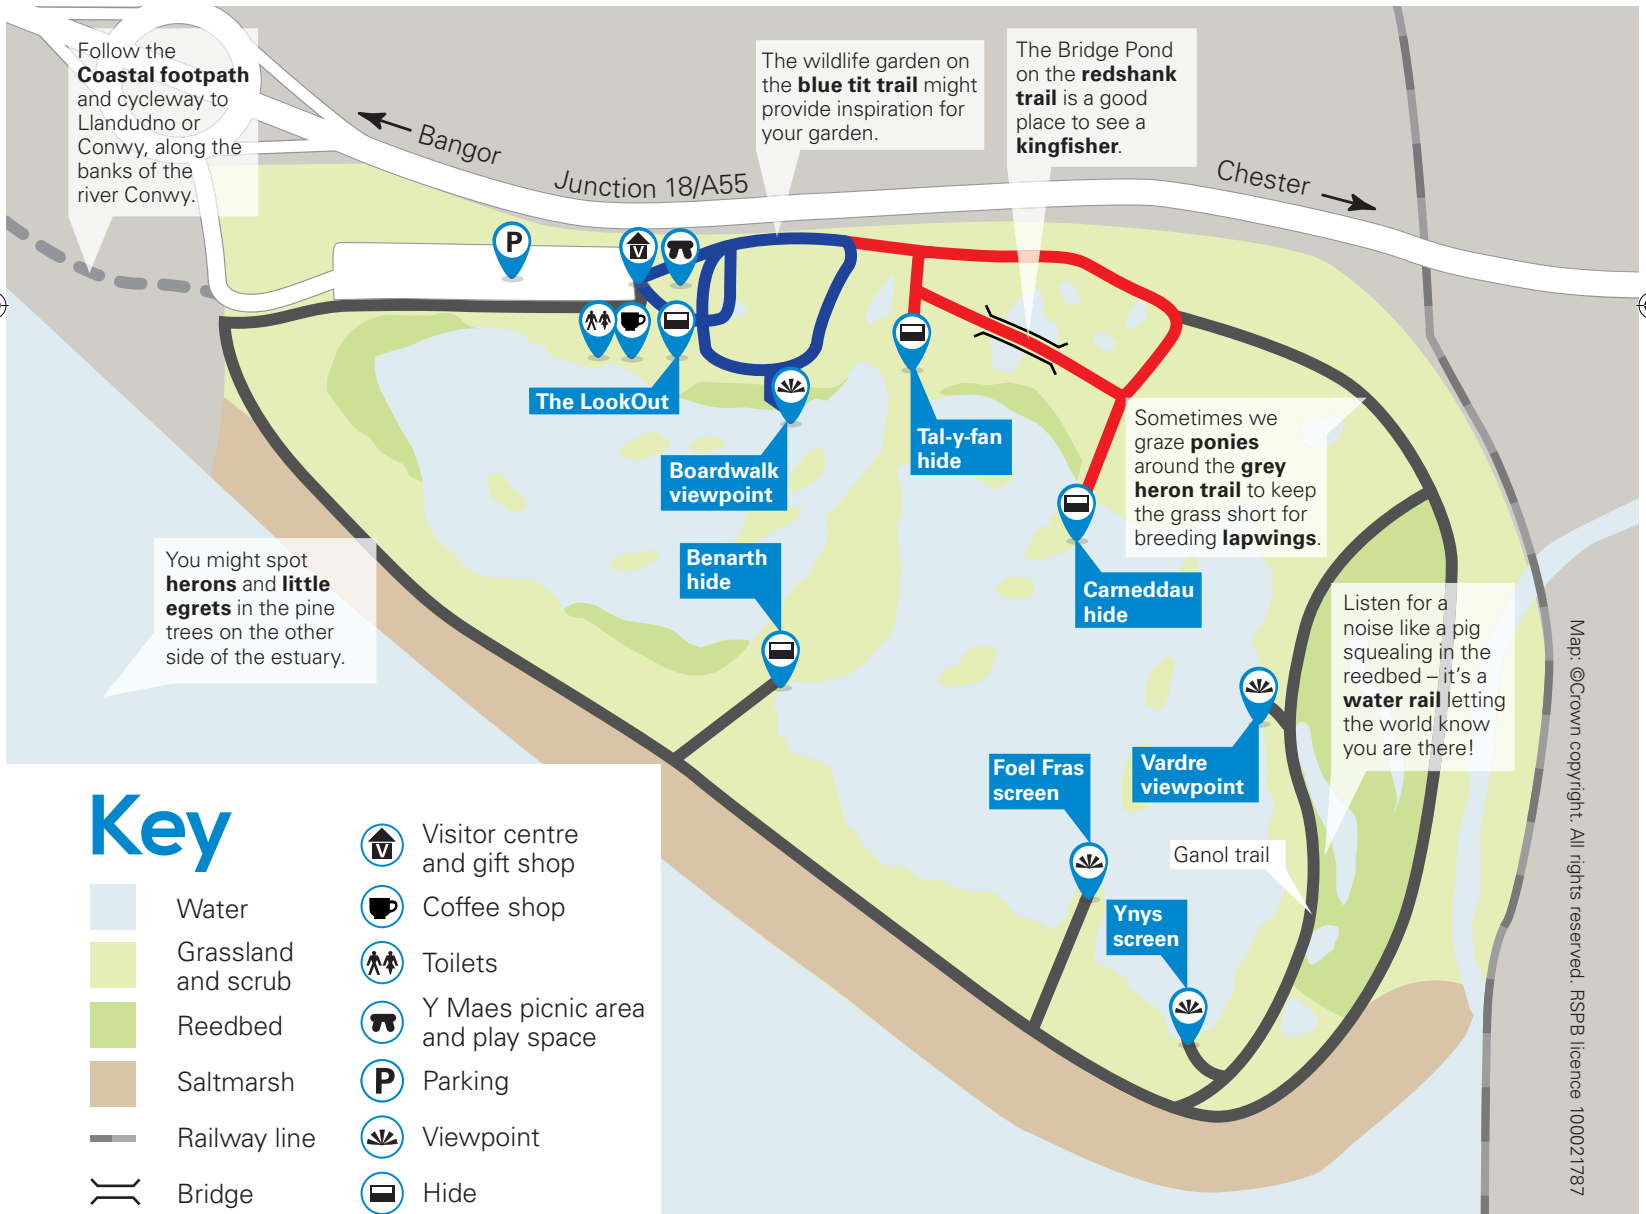 Follow the
Coastal footpath
and cycleway to
Llandudno or
Conwy, along the
banks of the
river Conwy.
Bangor
Junction 18/A55
Chester
The wildlife garden on
the blue tit trail might
provide inspiration for
your garden.
The Bridge Pond
on the redshank
trail is a good
place to see a
kingfisher.
P
V
The LookOut
Boardwalk
viewpoint
Tal-y-fan
hide
Sometimes we
graze ponies
around the grey
heron trail to keep
the grass short for
breeding lapwings.
Benarth
hide
Carneddau
hide
You might spot
herons and little
egrets in the pine
trees on the other
side of the estuary.
Listen for a
noise like a pig
squealing in the
reedbed – it's a
water rail letting
the world know
you are there!
Foel Fras
screen
Vardre
viewpoint
Ganol trail
Ynys
screen
Map: ©Crown copyright. All rights reserved. RSPB licence 100021787
Key
Water
Grassland
and scrub
Reedbed
Saltmarsh
Railway line
Bridge
V
Visitor centre
and gift shop
Coffee shop
Toilets
Y Maes picnic area
and play space
P
Parking
Viewpoint
Hide